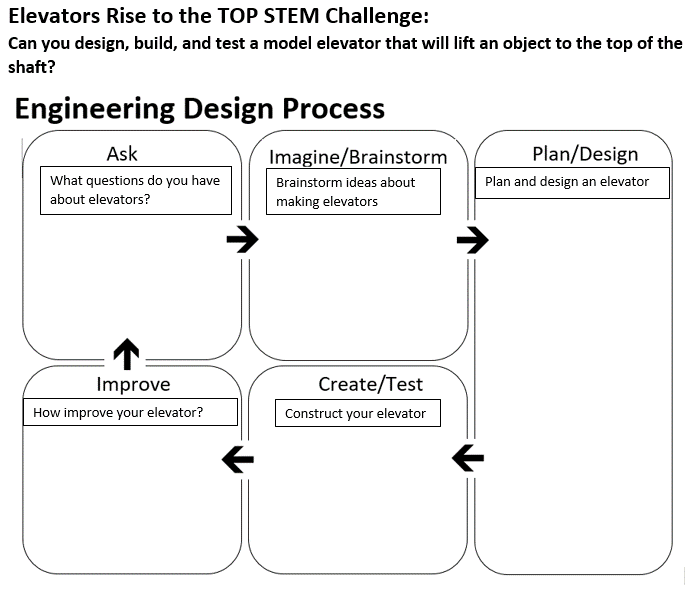 Elevators Rise to the TOP STEM Challenge:
Can you design, build, and test a model elevator that will lift an object to the top of the
shaft?
Engineering Design Process
Ask
What questions do you have
about elevators?
Imagine/Brainstorm
Brainstorm ideas about
making elevators
Plan/Design
Plan and design an elevator
Improve
How improve your elevator?
Create/Test
Construct your elevator